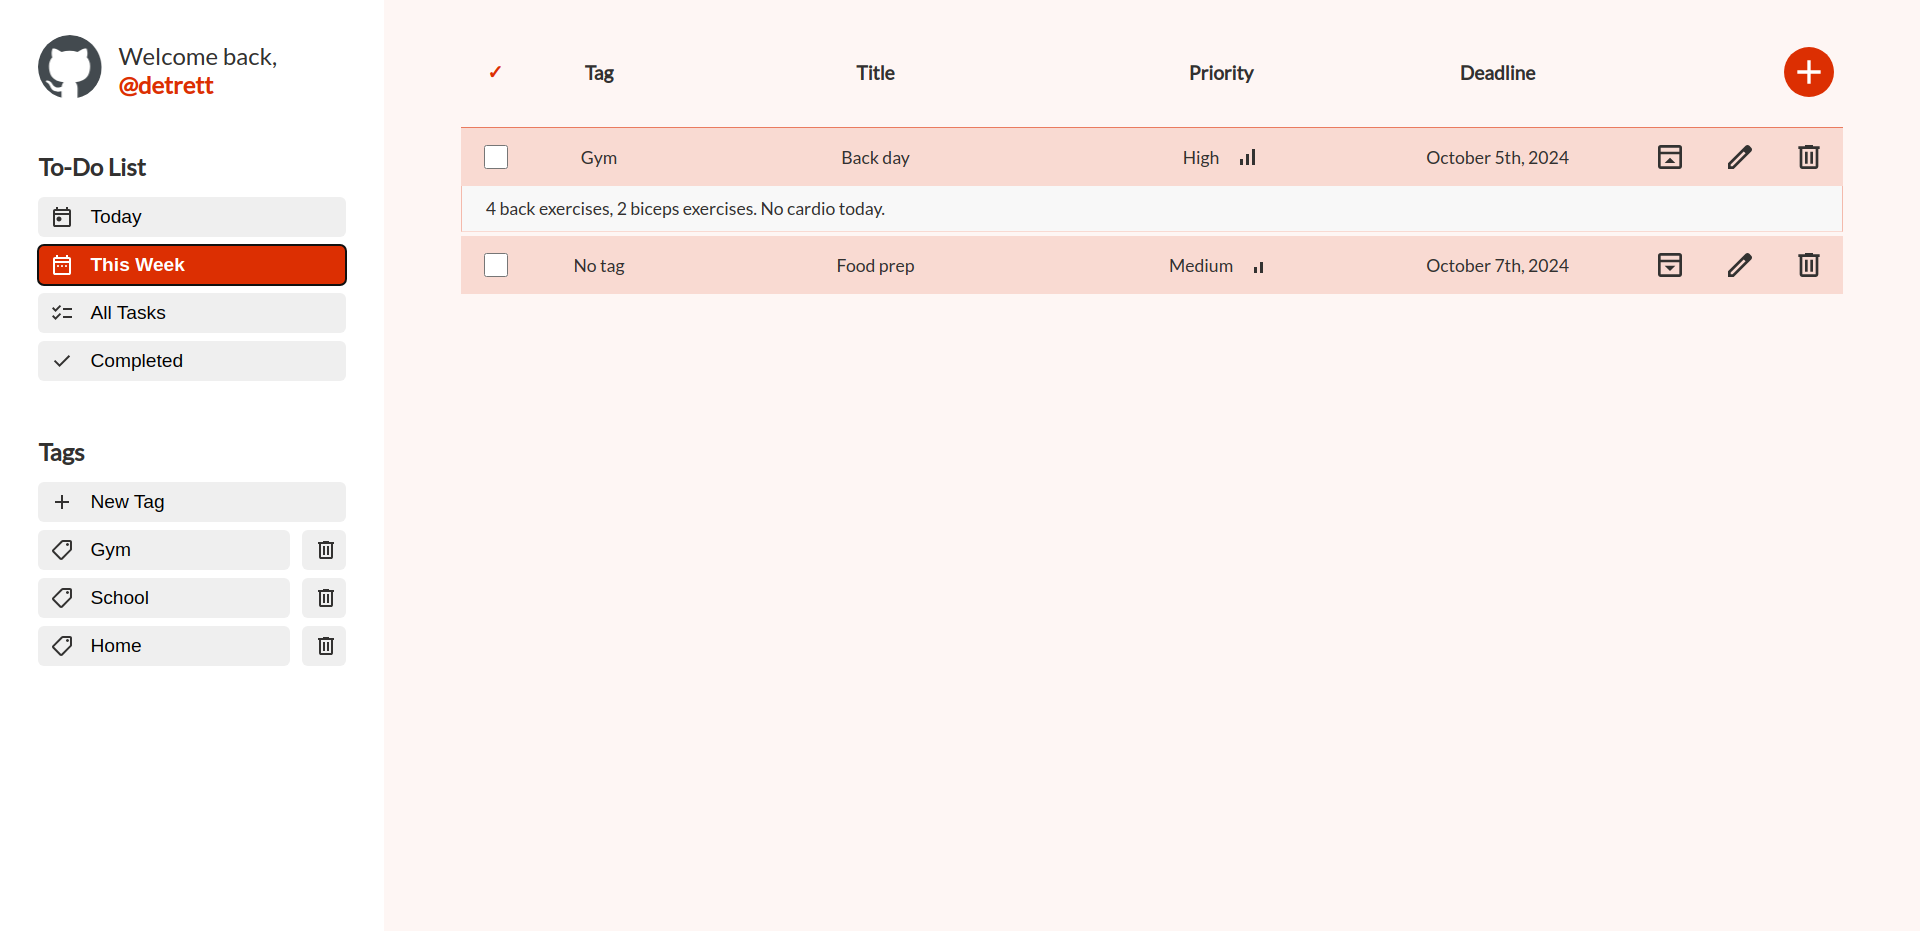 Welcome back,
@detrett
To-Do List
Today
This Week
All Tasks
Completed
Tags
New Tag
Gym
School
Home
✓ Tag Title Priority Deadline
Gym Back day High October 5th, 2024
4 back exercises, 2 biceps exercises. No cardio today.
No tag Food prep Medium October 7th, 2024